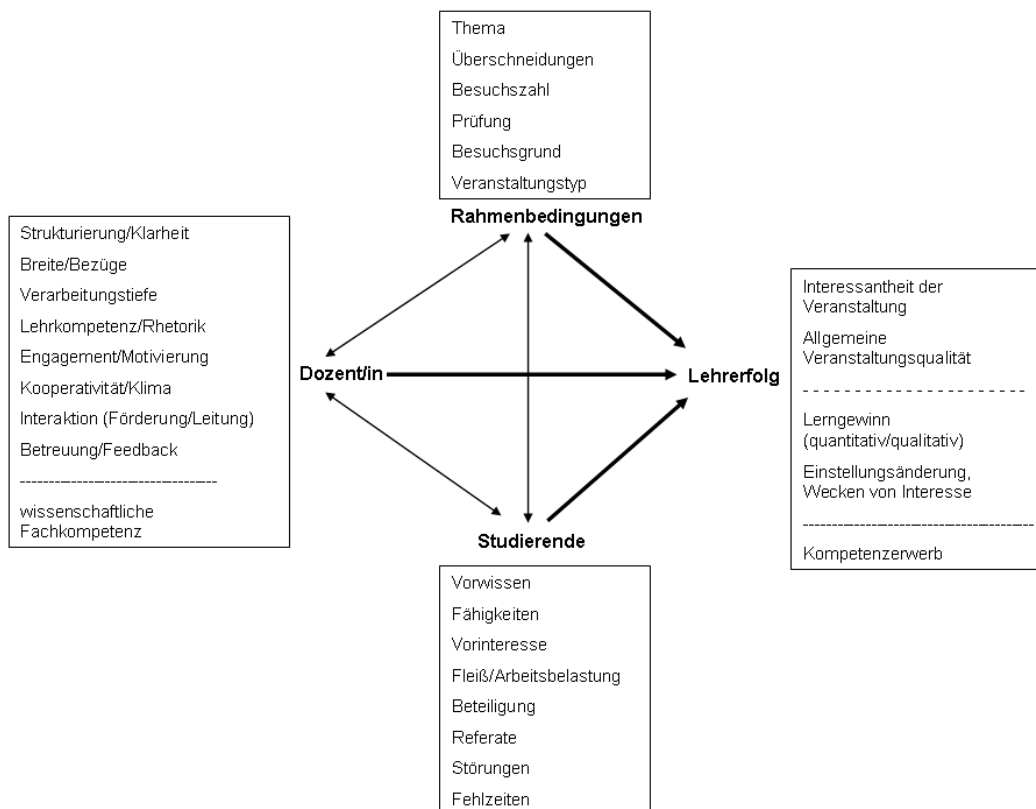 Thema
Überschneidungen
Besuchszahl
Prüfung
Besuchsgrund
Veranstaltungstyp
Rahmenbedingungen
Strukturierung/Klarheit
Breite/Bezüge
Verarbeitungstiefe
Lehrkompetenz/Rhetorik
Engagement/Motivierung
Kooperativität/Klima
Interaktion (Förderung/Leitung)
Betreuung/Feedback
wissenschaftliche
Fachkompetenz
Dozent/in
Lehrerfolg
Interessantheit der
Veranstaltung
Allgemeine
Veranstaltungsqualität
Lerngewinn
(quantitativ/qualitativ)
Einstellungsänderung,
Wecken von Interesse
Kompetenzerwerb
Studierende
Vorwissen
Fähigkeiten
Vorinteresse
Fleiß/Arbeitsbelastung
Beteiligung
Referate
Störungen
Fehlzeiten